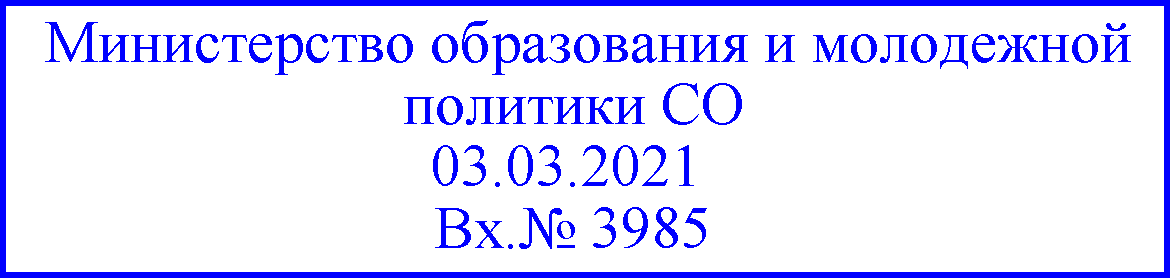 Министерство образования и молодежной
политики СО
03.03.2021
Вх.№ 3985